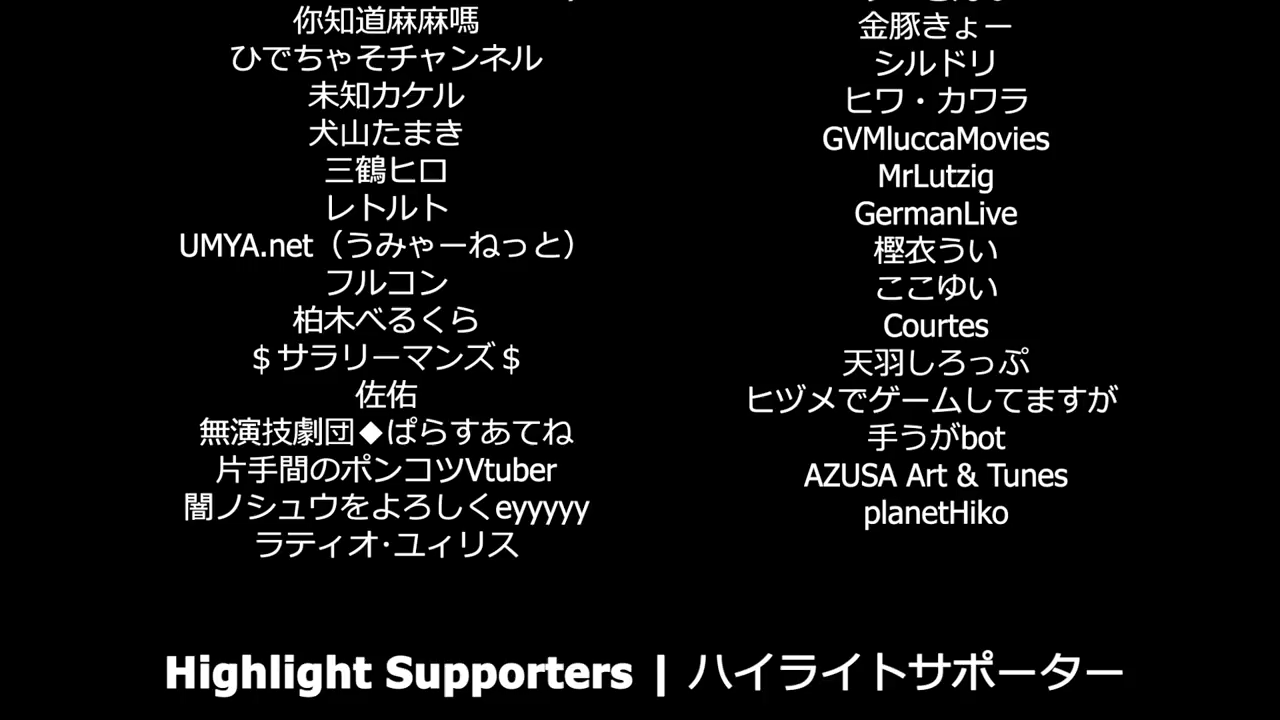 你知道麻麻嗎
ひでちゃそチャンネル
未知カケル
犬山たまき
三鶴ヒロ
レトルト
UMYA.net（うみゃーねっと）
フルコン
柏木べるくら
＄サラリーマンズ＄
佐佑
無演技劇団◆ぱらすあてね
片手間のポンコツVtuber
闇ノシュウをよろしくeyyyyy
ラティオ･ユィリス
金豚きょー
シルドリ
ヒワ・カワラ
GVMluccaMovies
MrLutzig
GermanLive
樫衣うい
ここゆい
Courtes
天羽しろっぷ
ヒヅメでゲームしてますが
手うがbot
AZUSA Art & Tunes
planetHiko
Highlight Supporters | ハイライトサポーター